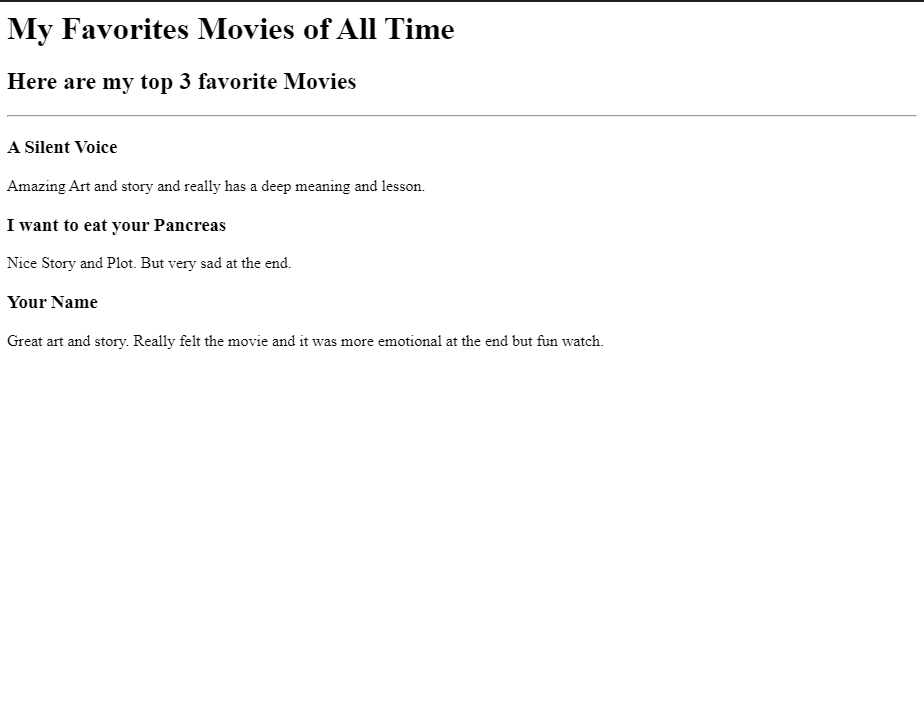 My Favorites Movies of All Time
Here are my top 3 favorite Movies
A Silent Voice
Amazing Art and story and really has a deep meaning and lesson.
I want to eat your Pancreas
Nice Story and Plot. But very sad at the end.
Your Name
Great art and story. Really felt the movie and it was more emotional at the end but fun watch.